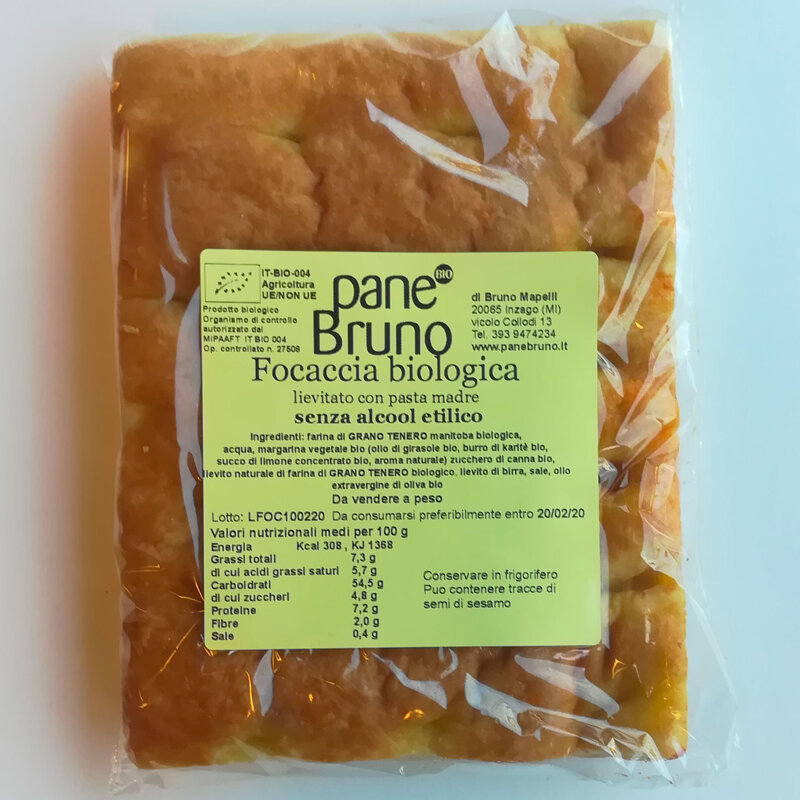 IT-BIO-004
Agricoltura
UE/NON UE
Prodotto biologico
Organismo di controllo
autorizzato dal
MIPAAFT IT BIO 004
Op. controllato n. 27508
pane BIO
Bruno
di Bruno Mapelli
20065 Inzago (MI)
vicolo Collodi 13
Tel. 393 9474234
www.panebruno.it
Focaccia biologica
lievitato con pasta madre
senza alcool etilico
Ingredienti: farina di GRANO TENERO manitoba biologica,
acqua, margarina vegetale bio (olio di girasole bio, burro di karitè bio,
succo di limone concentrato bio, aroma naturale) zucchero di canna bio,
lievito naturale di farina di GRANO TENERO biologico, lievito di birra, sale, olio
extravergine di oliva bio
Da vendere a peso
Lotto: LFOC100220 Da consumarsi preferibilmente entro 20/02/20
Valori nutrizionali medi per 100 g
Energia Kcal 308 , KJ 1368
Grassi totali 7,3 g
di cui acidi grassi saturi 5,7 g
Carboidrati 54,5 g
di cui zuccheri 4,8 g
Proteine 7,2 g
Fibre 2,0 g
Sale 0,4 g
Conservare in frigorifero
Puo contenere tracce di
semi di sesamo